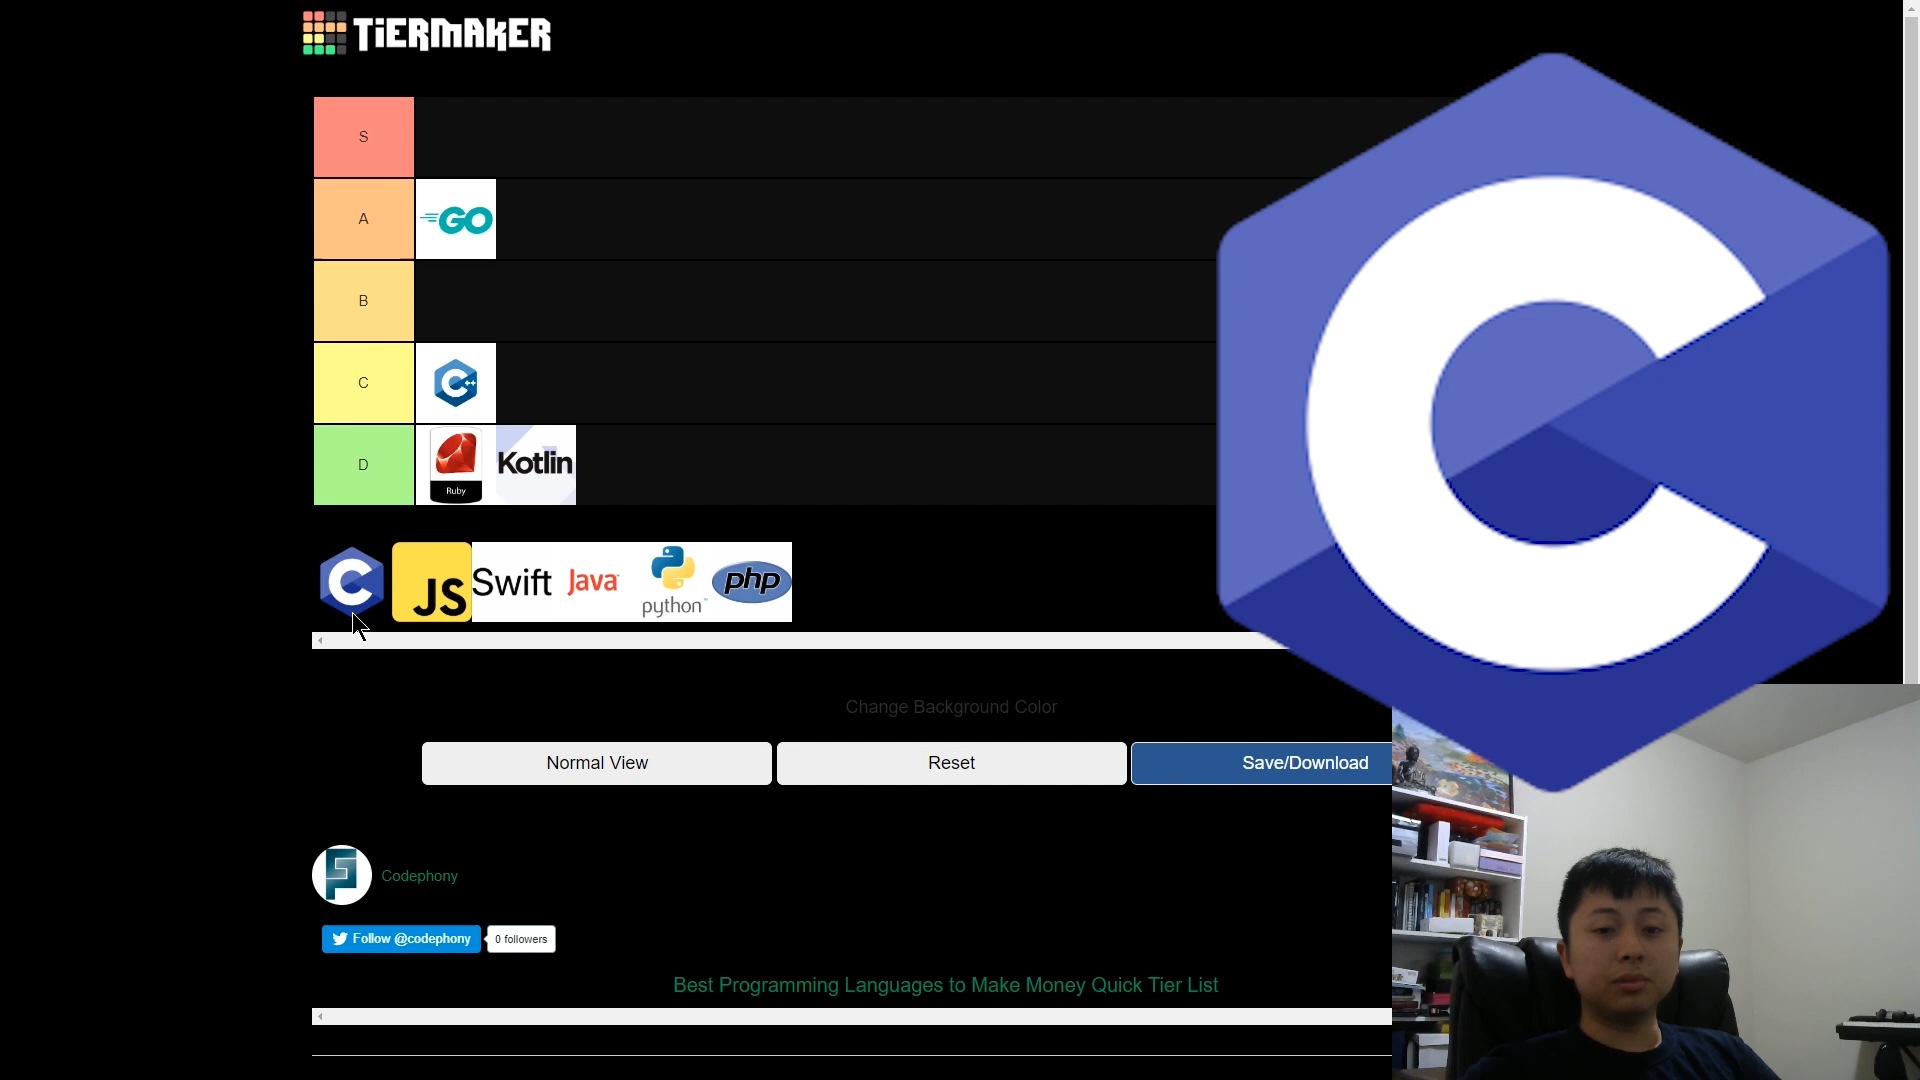 TiERMAKER
S
A
GO
B
C
C++
D
Ruby
Kotlin
C
JS
Swift
Java
python
php
C
Change Background Color
Normal View
Reset
Save/Download
Codephony
Follow @codephony
0 followers
Best Programming Languages to Make Money Quick Tier List